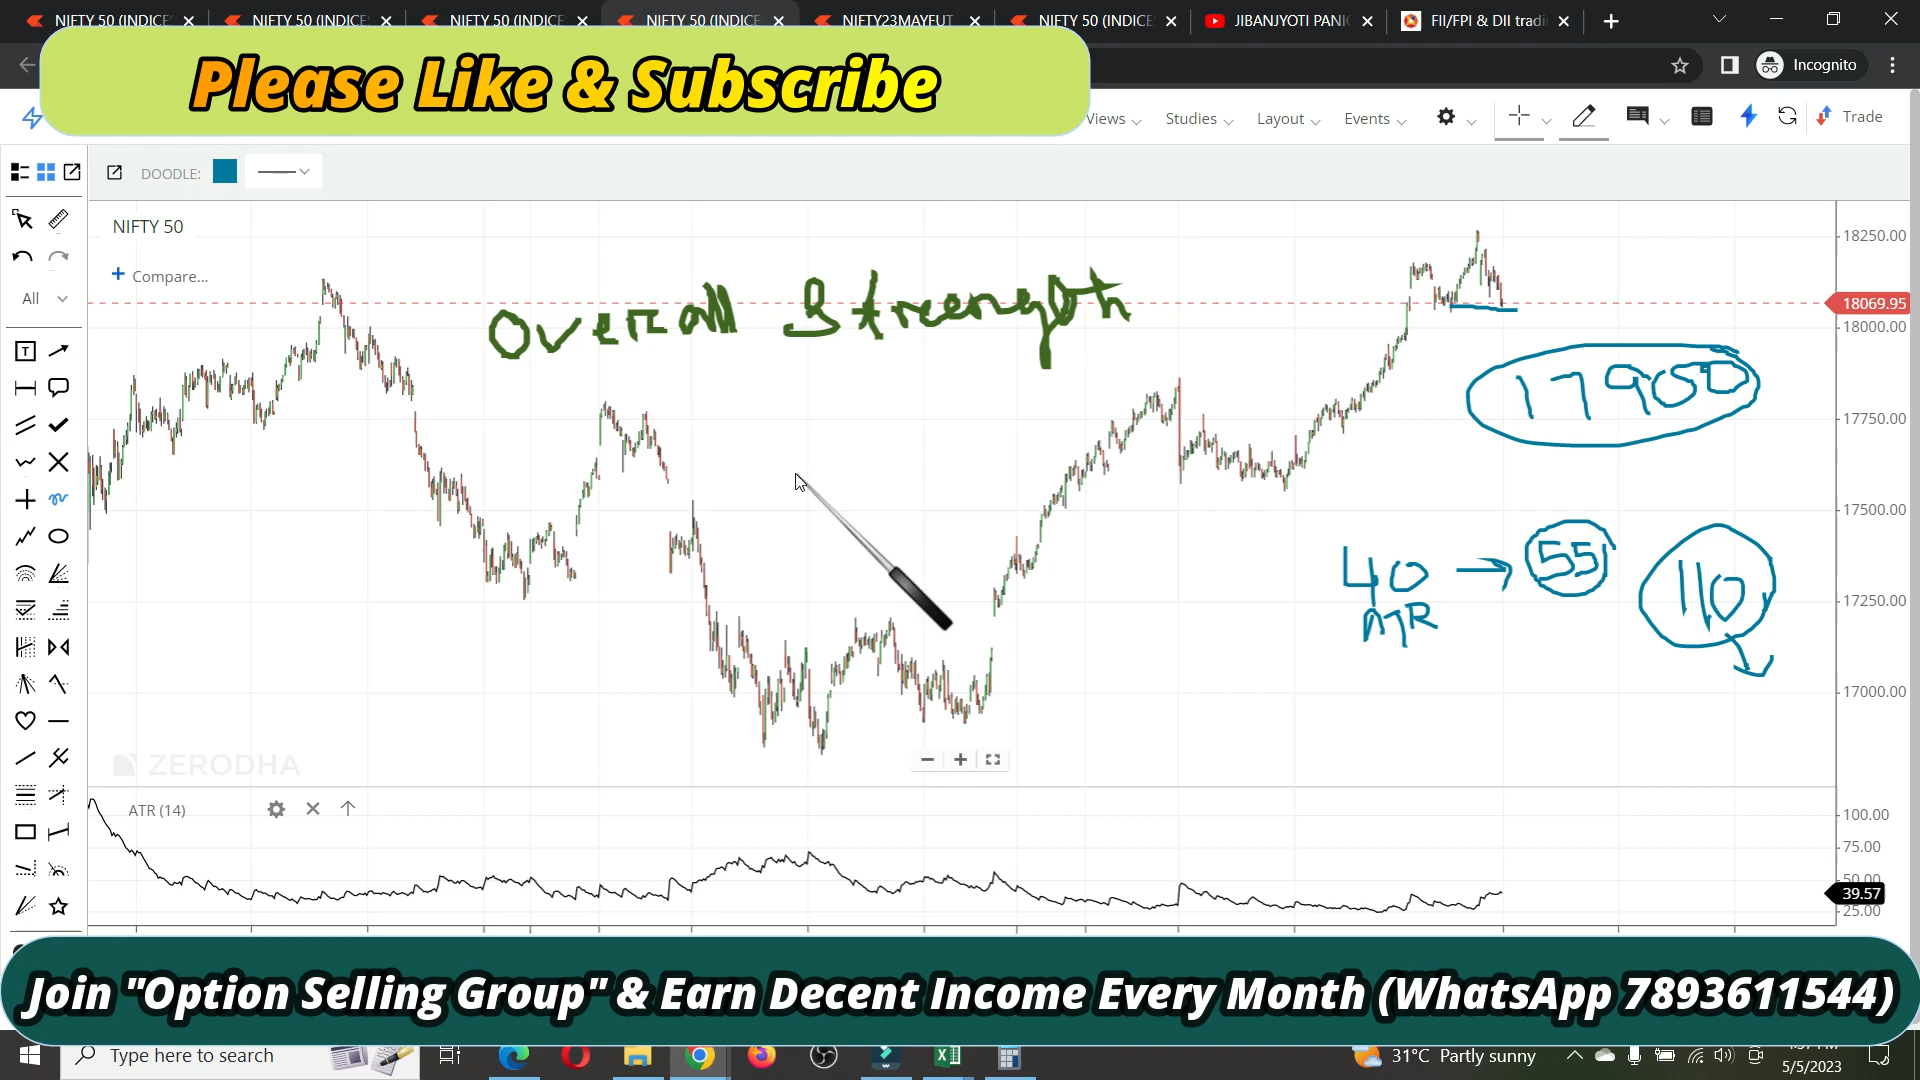 NIFTY 50 (INDICE NIFTY 50 (INDICE NIFTY 50 (INDICE NIFTY 50 (INDICE NIFTY23MAYFUT NIFTY 50 (INDICE JIBANJYOTI PANI FII/FPI & DII tradi
Please Like & Subscribe
Incognito
Views Studies Layout Events Trade
DOODLE:
NIFTY 50
Compare...
All
Overall Strength
18250.00
18069.95
18000.00
17900
17750.00
17500.00
40 → 55 110
ATR
17250.00
17000.00
ZERODHA
ATR (14)
100.00
75.00
50.00
39.57
25.00
Join "Option Selling Group" & Earn Decent Income Every Month (WhatsApp 7893611544)
Type here to search
31°C Partly sunny
5/5/2023